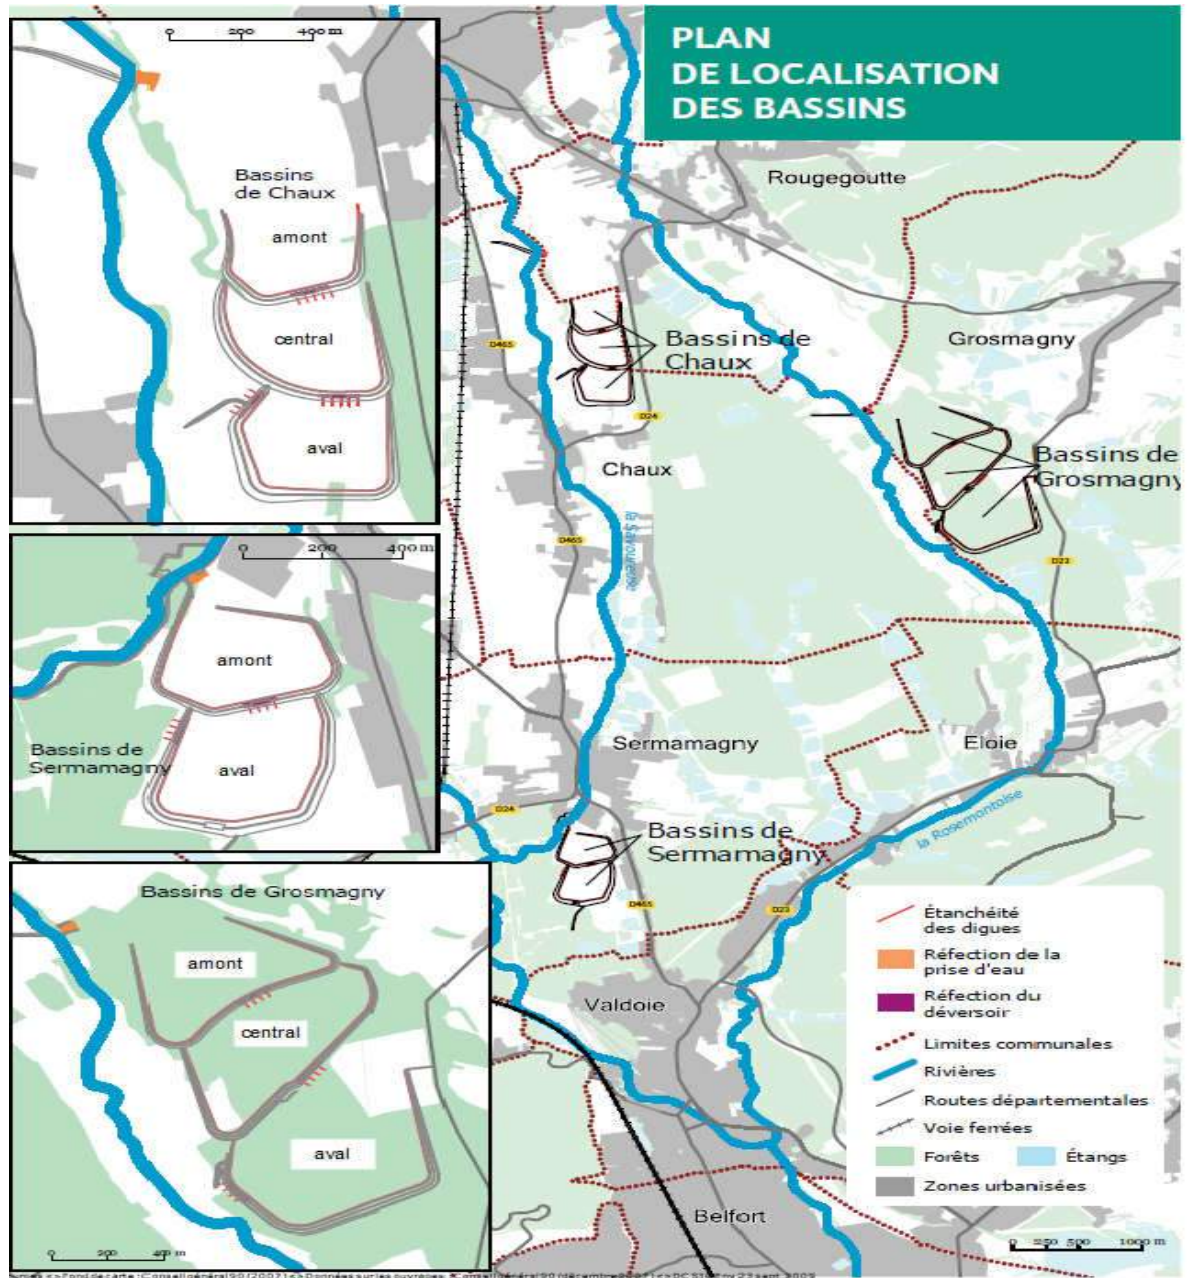 PLAN
DE LOCALISATION
DES BASSINS
0 200 400 m
Bassins
de Chaux
amont
central
aval
0 200 400 m
amont
Bassins de
Sermamagny
aval
Bassins de Grosmagny
amont
central
aval
0 200 400 m
Rougegoutte
Grosmagny
D465
Bassins de
Chaux
D24
Chaux
Bassins de
Grosmagny
D465
la Savoureuse
D23
Sermamagny
Eloie
D24
la Rosemontoise
Bassins de
Sermamagny
D465
D23
Valdoie
Belfort
Étanchéité
des digues
Réfection de la
prise d'eau
Réfection du
déversoir
Limites communales
Rivières
Routes départementales
Voie ferrées
Forêts
Étangs
Zones urbanisées
0 250 500 1000 m